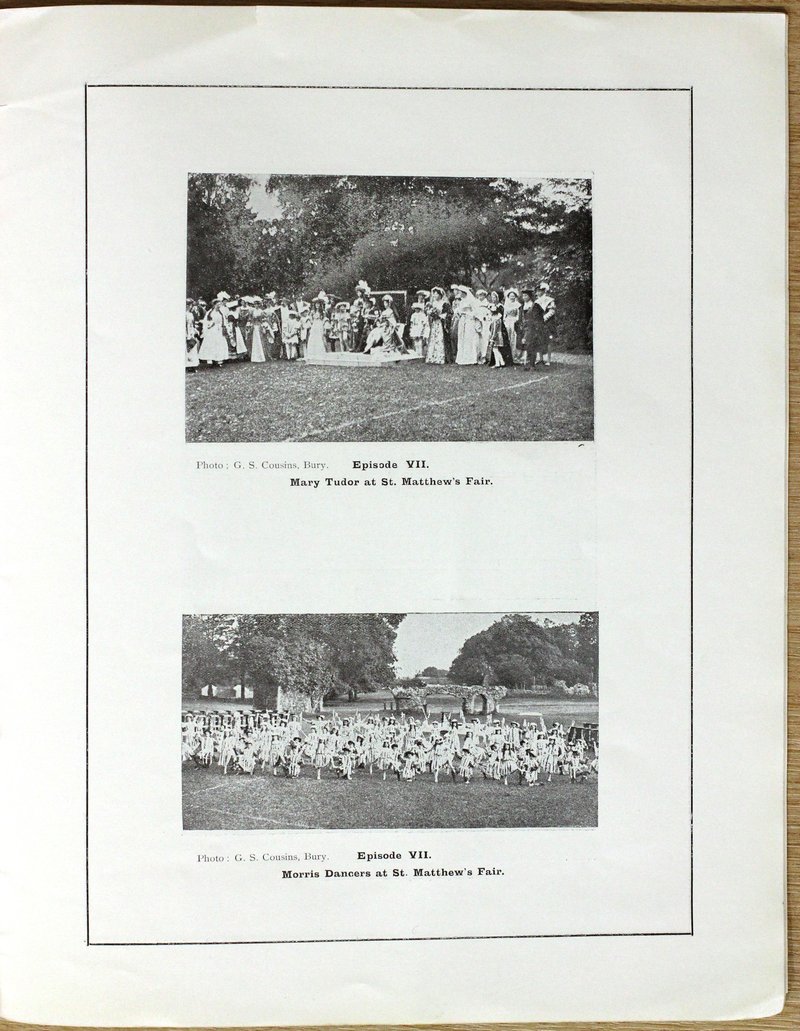 Photo : G. S. Cousins, Bury. Episode VII.
Mary Tudor at St. Matthew's Fair.
Photo : G. S. Cousins, Bury. Episode VII.
Morris Dancers at St. Matthew's Fair.